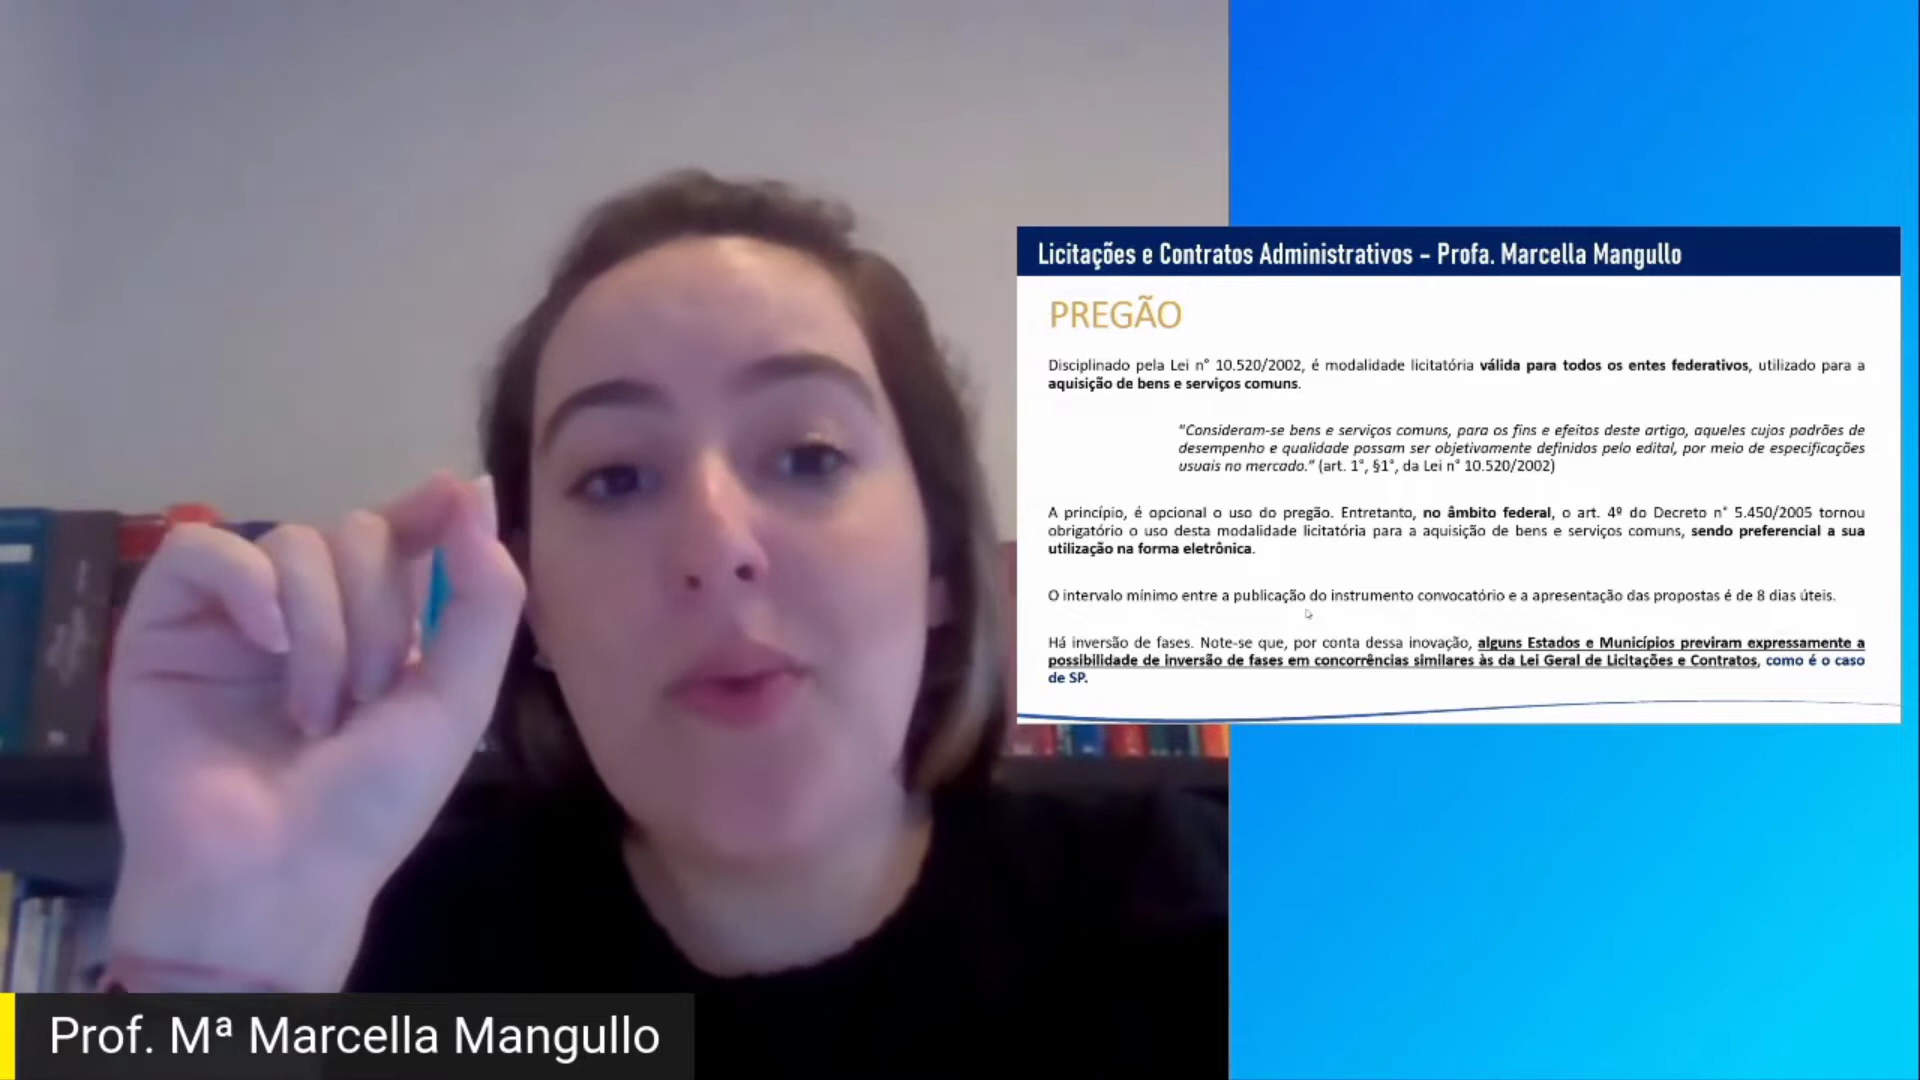 Licitações e Contratos Administrativos – Profa. Marcella Mangullo
PREGÃO
Disciplinado pela Lei n° 10.520/2002, é modalidade licitatória válida para todos os entes federativos, utilizado para a
aquisição de bens e serviços comuns.
"Consideram-se bens e serviços comuns, para os fins e efeitos deste artigo, aqueles cujos padrões de
desempenho e qualidade possam ser objetivamente definidos pelo edital, por meio de especificações
usuais no mercado." (art. 1°, §1°, da Lei n° 10.520/2002)
A princípio, é opcional o uso do pregão. Entretanto, no âmbito federal, o art. 4º do Decreto n° 5.450/2005 tornou
obrigatório o uso desta modalidade licitatória para a aquisição de bens e serviços comuns, sendo preferencial a sua
utilização na forma eletrônica.
O intervalo mínimo entre a publicação do instrumento convocatório e a apresentação das propostas é de 8 dias úteis.
Há inversão de fases. Note-se que, por conta dessa inovação, alguns Estados e Municípios previram expressamente a
possibilidade de inversão de fases em concorrências similares às da Lei Geral de Licitações e Contratos, como é o caso
de SP.
Prof. Mª Marcella Mangullo